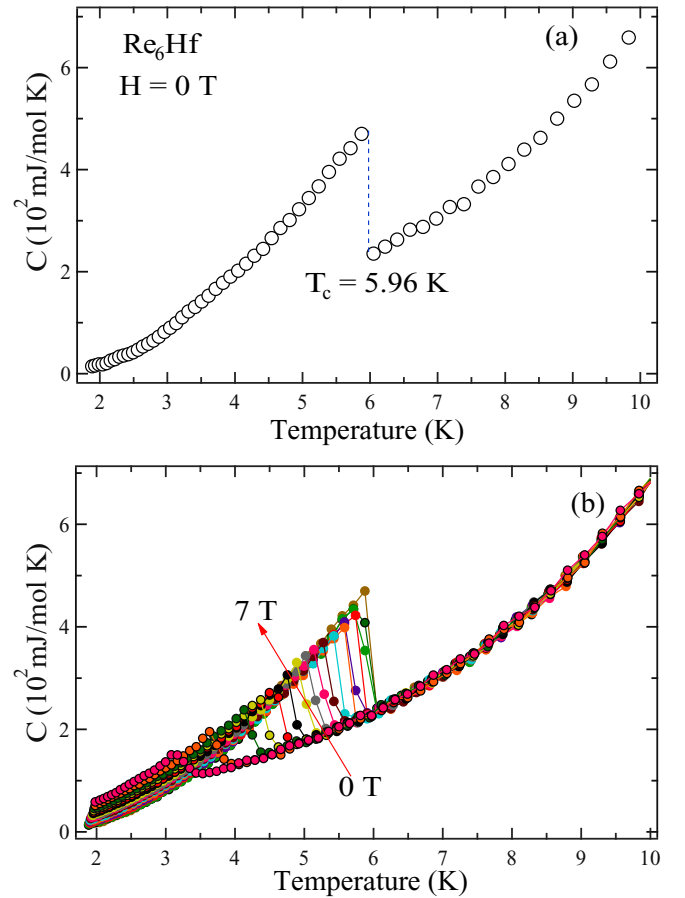 (a)
Re₆Hf
H = 0 T
C (10² mJ/mol K)
6
4
2
0
T_c = 5.96 K
2 3 4 5 6 7 8 9 10
Temperature (K)
(b)
C (10² mJ/mol K)
6
4
2
0
7 T
0 T
2 3 4 5 6 7 8 9 10
Temperature (K)